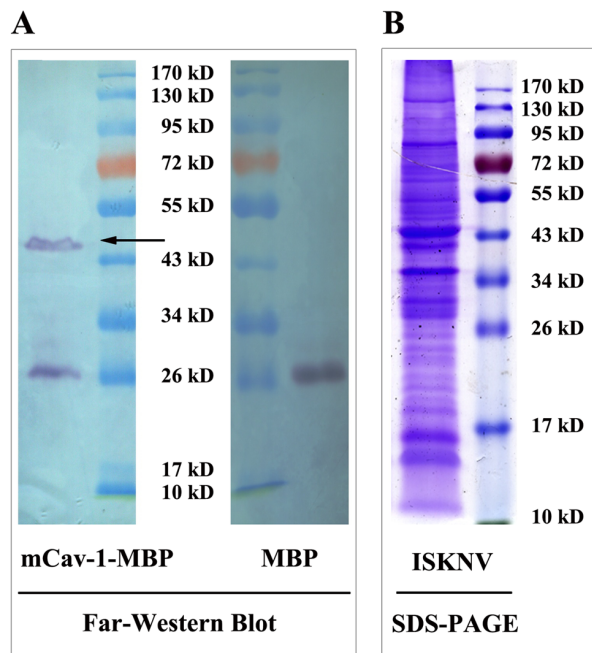 A
170 kD
130 kD
95 kD
72 kD
55 kD
43 kD
34 kD
26 kD
17 kD
10 kD
mCav-1-MBP
MBP
Far-Western Blot
B
170 kD
130 kD
95 kD
72 kD
55 kD
43 kD
34 kD
26 kD
17 kD
10 kD
ISKNV
SDS-PAGE